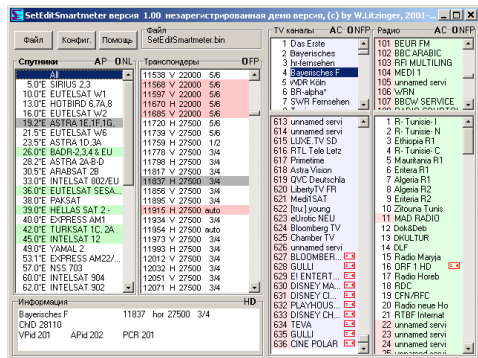 SetEditSmartmeter версия 1.00 незарегистрированная демо версия, (c) by W.Litzinger, 2001-...
Файл
Конфиг.
Помощь
Файл
SetEditSmartmeter.bin
Спутники AP--ONL
All
5.0°E SIRIUS 2,3
10.0°E EUTELSAT W1
13.0°E HOTBIRD 6,7A,8
16.0°E EUTELSAT W2
19.2°E ASTRA 1E,1F,1G,
21.5°E EUTELSAT W6
23.5°E ASTRA 1D,3A
26.0°E BADR-2,3,4 & EU
28.2°E ASTRA 2A-B-D
30.5°E ARABSAT 2B
33.0°E INTELSAT 802/EU
36.0°E EUTELSAT SESA...
38.0°E PAKSAT
39.0°E HELLAS SAT 2 -
40.0°E EXPRESS AM1
42.0°E TURKSAT 1C, 2A
45.0°E INTELSAT 12
49.0°E YAMAL 2
53.1°E EXPRESS AM22/...
57.0°E NSS 703
60.0°E INTELSAT 904
62.0°E INTELSAT 902
Транспондеры 0FP
11538 V 22000 5/6
11568 V 22000 5/6
11597 V 22000 5/6
11670 H 22000 5/6
11685 V 22000 5/6
11720 H 27500 5/6
11739 V 27500 5/6
11759 H 27500 1/2
11778 V 27500 3/4
11798 H 27500 3/4
11817 V 27500 3/4
11837 H 27500 3/4
11856 V 27500 3/4
11895 V 27500 3/4
11915 H 27500 auto
11934 V 27500 3/4
11954 H 27500 auto
11973 V 27500 3/4
11993 H 27500 3/4
12012 V 27500 3/4
12032 H 27500 3/4
12051 V 27500 3/4
12071 H 27500 3/4
TV каналы AC 0NFP
1 Das Erste
2 Bayerisches
3 hr-fernsehen
4 Bayerisches F
5 WDR Köln
6 BR-alpha*
7 SWR Fernsehen
613 unnamed servi
614 unnamed servi
615 LUXE.TV SD
616 RTL Tele Letz
617 Primetime
618 Astra Vision
619 QVC Deutschla
620 LibertyTV FR
621 Medi1SAT
622 [tru:] young
623 eUrotic NEU
624 Bloomberg TV
625 Chamber TV
626 unnamed servi
627 BLOOMBER...
628 GULLI
629 E! ENTERT...
630 DISNEY MA...
631 DISNEY CI...
632 PLAYHOUS...
633 DISNEY CH...
634 TEVA
635 GULLI
636 CINE POLAR
Радио AC 0NFP
101 BEUR FM
102 BBC ARABIC
103 RFI MULTILING
104 MEDI 1
105 unnamed servi
106 WRN
107 BBCW SERVICE
1 R- Tunisie- I
2 R- Tunisie- N
3 Ethiopia R1
4 R- Tunisie- C
5 Mauritania R1
6 Eritera R1
7 Algeria R1
8 Algeria R2
9 Eritera R2
10 Zitouna Tunis
11 MAD RADIO
12 Dok&Deb
13 DKULTUR
14 DLF
15 Radio Maryja
16 ORF 1 HD
17 Radio Horeb
18 RDC
19 CFN/RFC
20 Radio neue Ho
21 RTBF Internat
22 unnamed servi
23 unnamed servi
24 unnamed servi
25 unnamed servi
Информация HD
Bayerisches F 11837 hor 27500 3/4
ChID 28110
VPid 201 APid 202 PCR 201